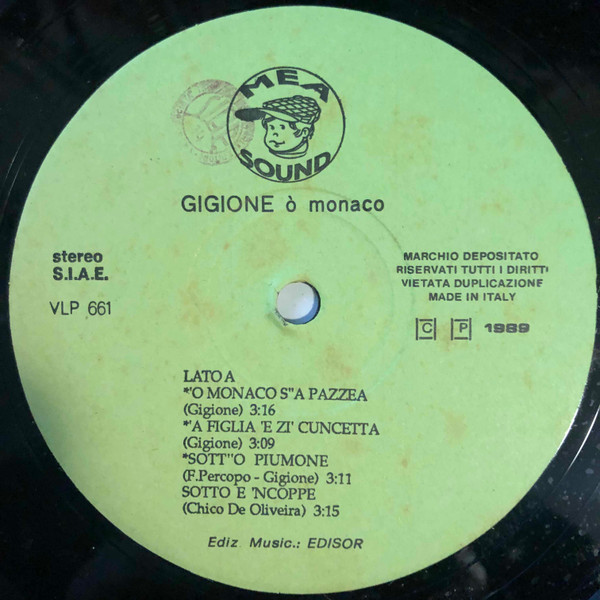 MEA
SOUND
GIGIONE ò monaco
stereo
S.I.A.E.
VLP 661
MARCHIO DEPOSITATO
RISERVATI TUTTI I DIRITTI
VIETATA DUPLICAZIONE
MADE IN ITALY
C P 1989
LATO A
*'O MONACO S''A PAZZEA
(Gigione) 3:16
*'A FIGLIA 'E ZI' CUNCETTA
(Gigione) 3:09
*SOTT''O PIUMONE
(F.Percopo - Gigione) 3:11
SOTTO E 'NCOPPE
(Chico De Oliveira) 3:15
Ediz Music.: EDISOR